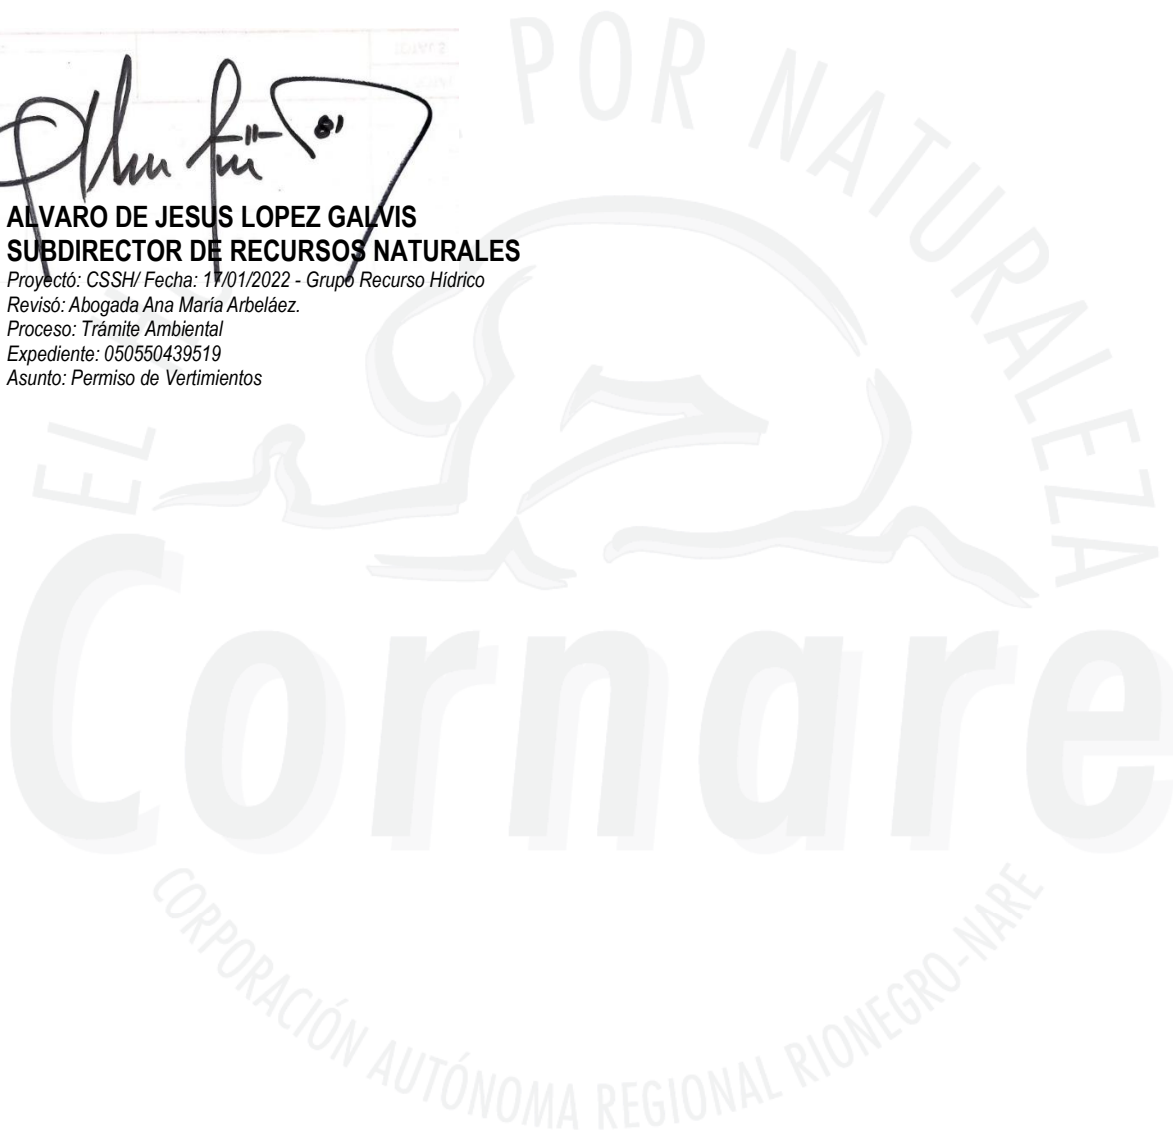 ALVARO DE JESUS LOPEZ GALVIS
SUBDIRECTOR DE RECURSOS NATURALES
Proyectó: CSSH/ Fecha: 17/01/2022 - Grupo Recurso Hídrico
Revisó: Abogada Ana María Arbeláez.
Proceso: Trámite Ambiental
Expediente: 050550439519
Asunto: Permiso de Vertimientos
EL
POR NATURALEZA
Cornare
CORPORACIÓN AUTÓNOMA REGIONAL RIONEGRO-NARE